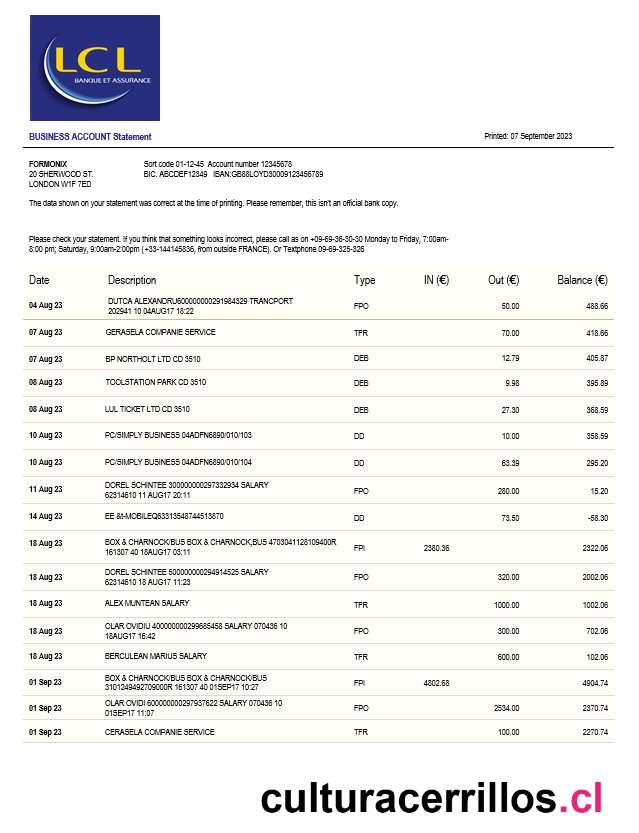 LCL
BANQUE ET ASSURANCE
BUSINESS ACCOUNT Statement Printed: 07 September 2023
FORMONIX Sort code 01-12-45 Account number 12345678
20 SHERWOOD ST. BIC. ABCDEF12349 IBAN:GB88LOYD30009123456789
LONDON W1F 7ED
The data shown on your statement was correct at the time of printing. Please remember, this isn't an official bank copy.
Please check your statement. If you think that something looks incorrect, please call as on +09-69-36-30-30 Monday to Friday, 7:00am-
8:00 pm; Saturday, 9:00am-2:00pm (+33-144145836, from outside FRANCE). Or Textphone 09-69-325-326
Date Description Type IN (€) Out (€) Balance (€)
04 Aug 23 DUTCA ALEXANDRU600000000291984329 TRANCPORT
202941 10 04AUG17 18:22 FPO 50.00 488.66
07 Aug 23 GERASELA COMPANIE SERVICE TFR 70.00 418.66
07 Aug 23 BP NORTHOLT LTD CD 3510 DEB 12.79 405.87
08 Aug 23 TOOLSTATION PARK CD 3510 DEB 9.98 395.89
08 Aug 23 LUL TICKET LTD CD 3510 DEB 27.30 368.59
10 Aug 23 PC/SIMPLY BUSINESS 04ADFN6890/010/103 DD 10.00 358.59
10 Aug 23 PC/SIMPLY BUSINESS 04ADFN6890/010/104 DD 63.39 295.20
11 Aug 23 DOREL SCHINTEE 300000000297332934 SALARY
62314610 11 AUG17 20:11 FPO 280.00 15.20
14 Aug 23 EE &t-MOBILEQ63313548744513870 DD 73.50 -58.30
18 Aug 23 BOX & CHARNOCK/BUS BOX & CHARNOCK,BUS 4703041128109400R
161307 40 18AUG17 03:11 FPI 2380.36 2322.06
18 Aug 23 DOREL SCHINTEE 500000000294914525 SALARY
62314610 18 AUG17 11:23 FPO 320.00 2002.06
18 Aug 23 ALEX MUNTEAN SALARY TFR 1000.00 1002.06
18 Aug 23 OLAR OVIDIU 400000000299685458 SALARY 070436 10
18AUG17 16:42 FPO 300.00 702.06
18 Aug 23 BERCULEAN MARIUS SALARY TFR 600.00 102.06
01 Sep 23 BOX & CHARNOCK/BUS BOX & CHARNOCK/BUS
3101249492709000R 161307 40 01SEP17 10:27 FPI 4802.68 4904.74
01 Sep 23 OLAR OVIDI 600000000297937622 SALARY 070436 10
01SEP17 11:07 FPO 2534.00 2370.74
01 Sep 23 CERASELA COMPANIE SERVICE TFR 100.00 2270.74
culturacerrillos.cl